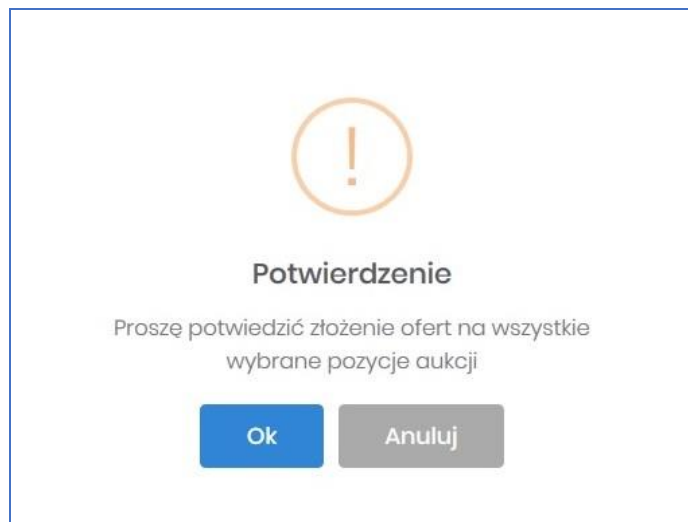 !
Potwierdzenie
Proszę potwiedzić złożenie ofert na wszystkie
wybrane pozycje aukcji
Ok
Anuluj